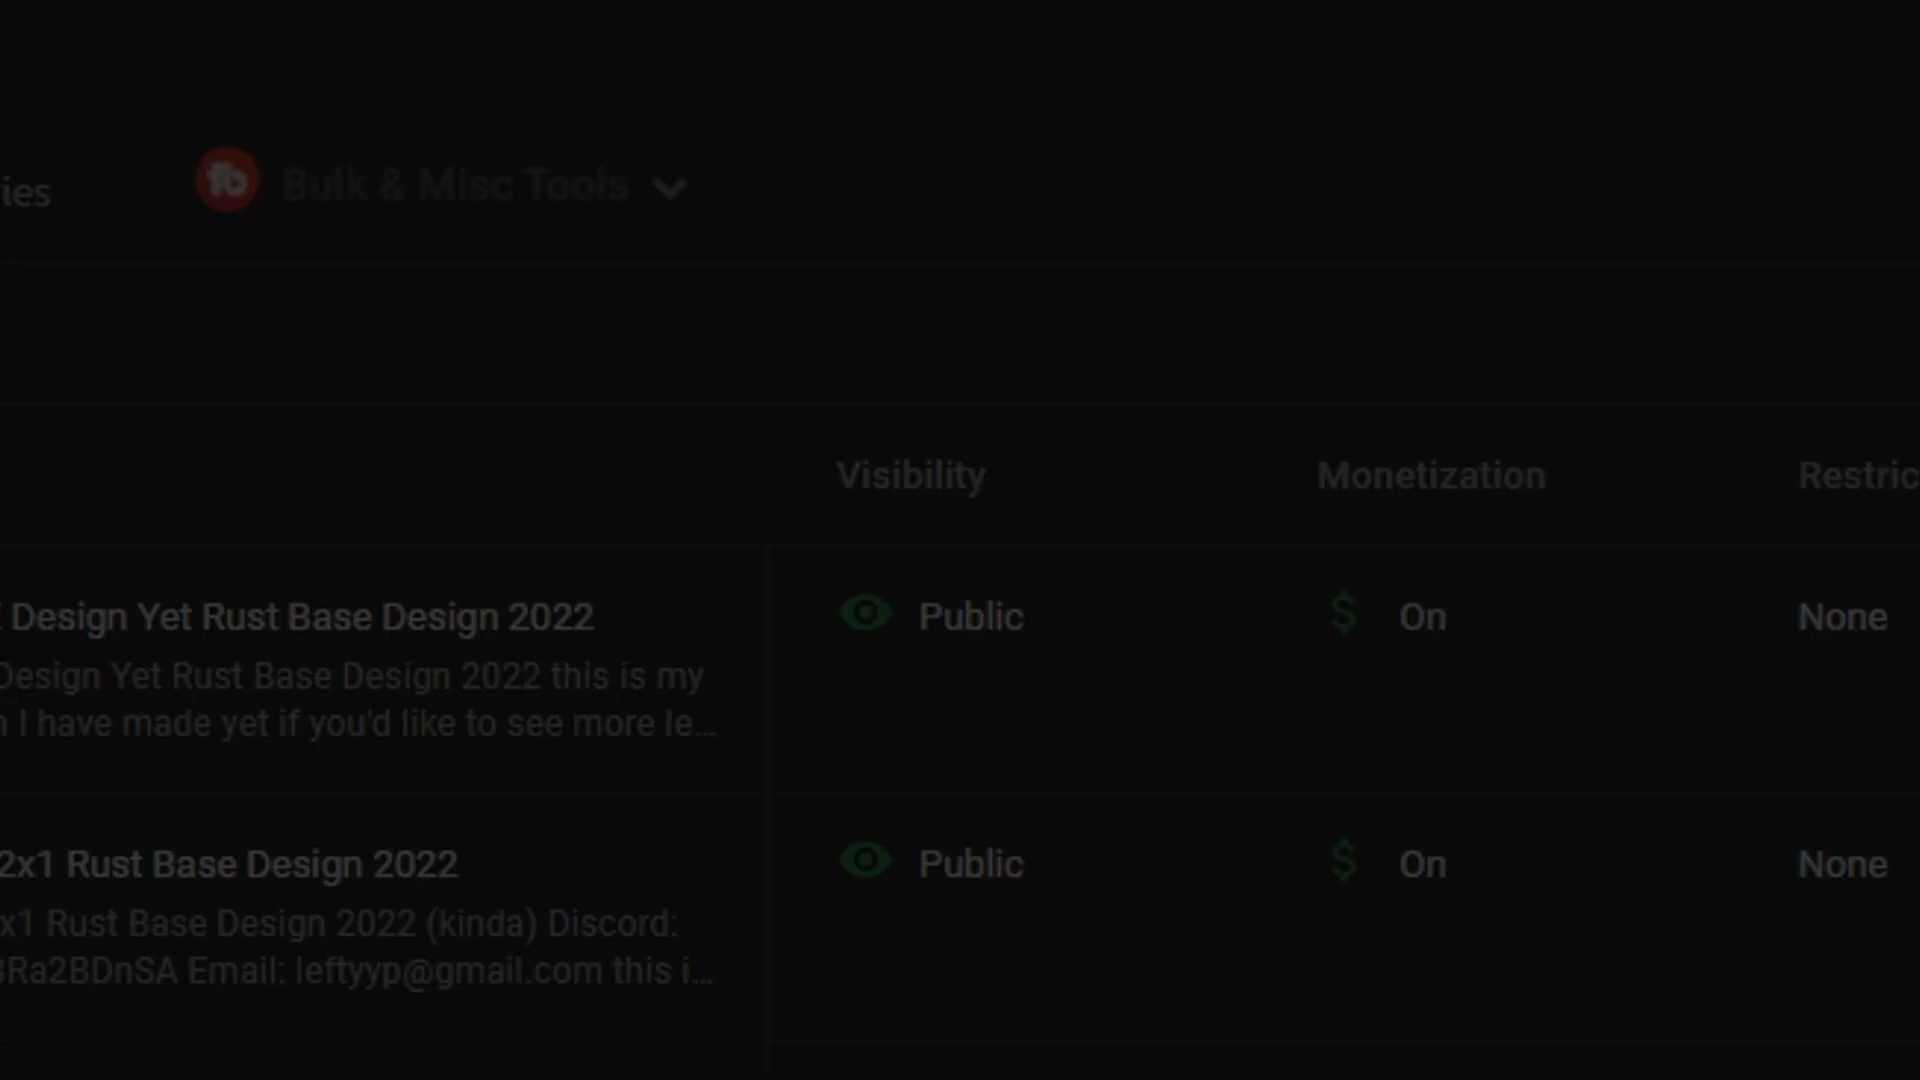 ies
tb Bulk & Misc Tools
Visibility Monetization Restric
Design Yet Rust Base Design 2022 Public On None
Design Yet Rust Base Design 2022 this is my
I have made yet if you'd like to see more le...
2x1 Rust Base Design 2022 Public On None
x1 Rust Base Design 2022 (kinda) Discord:
Ra2BDnSA Email: leftyyp@gmail.com this i...